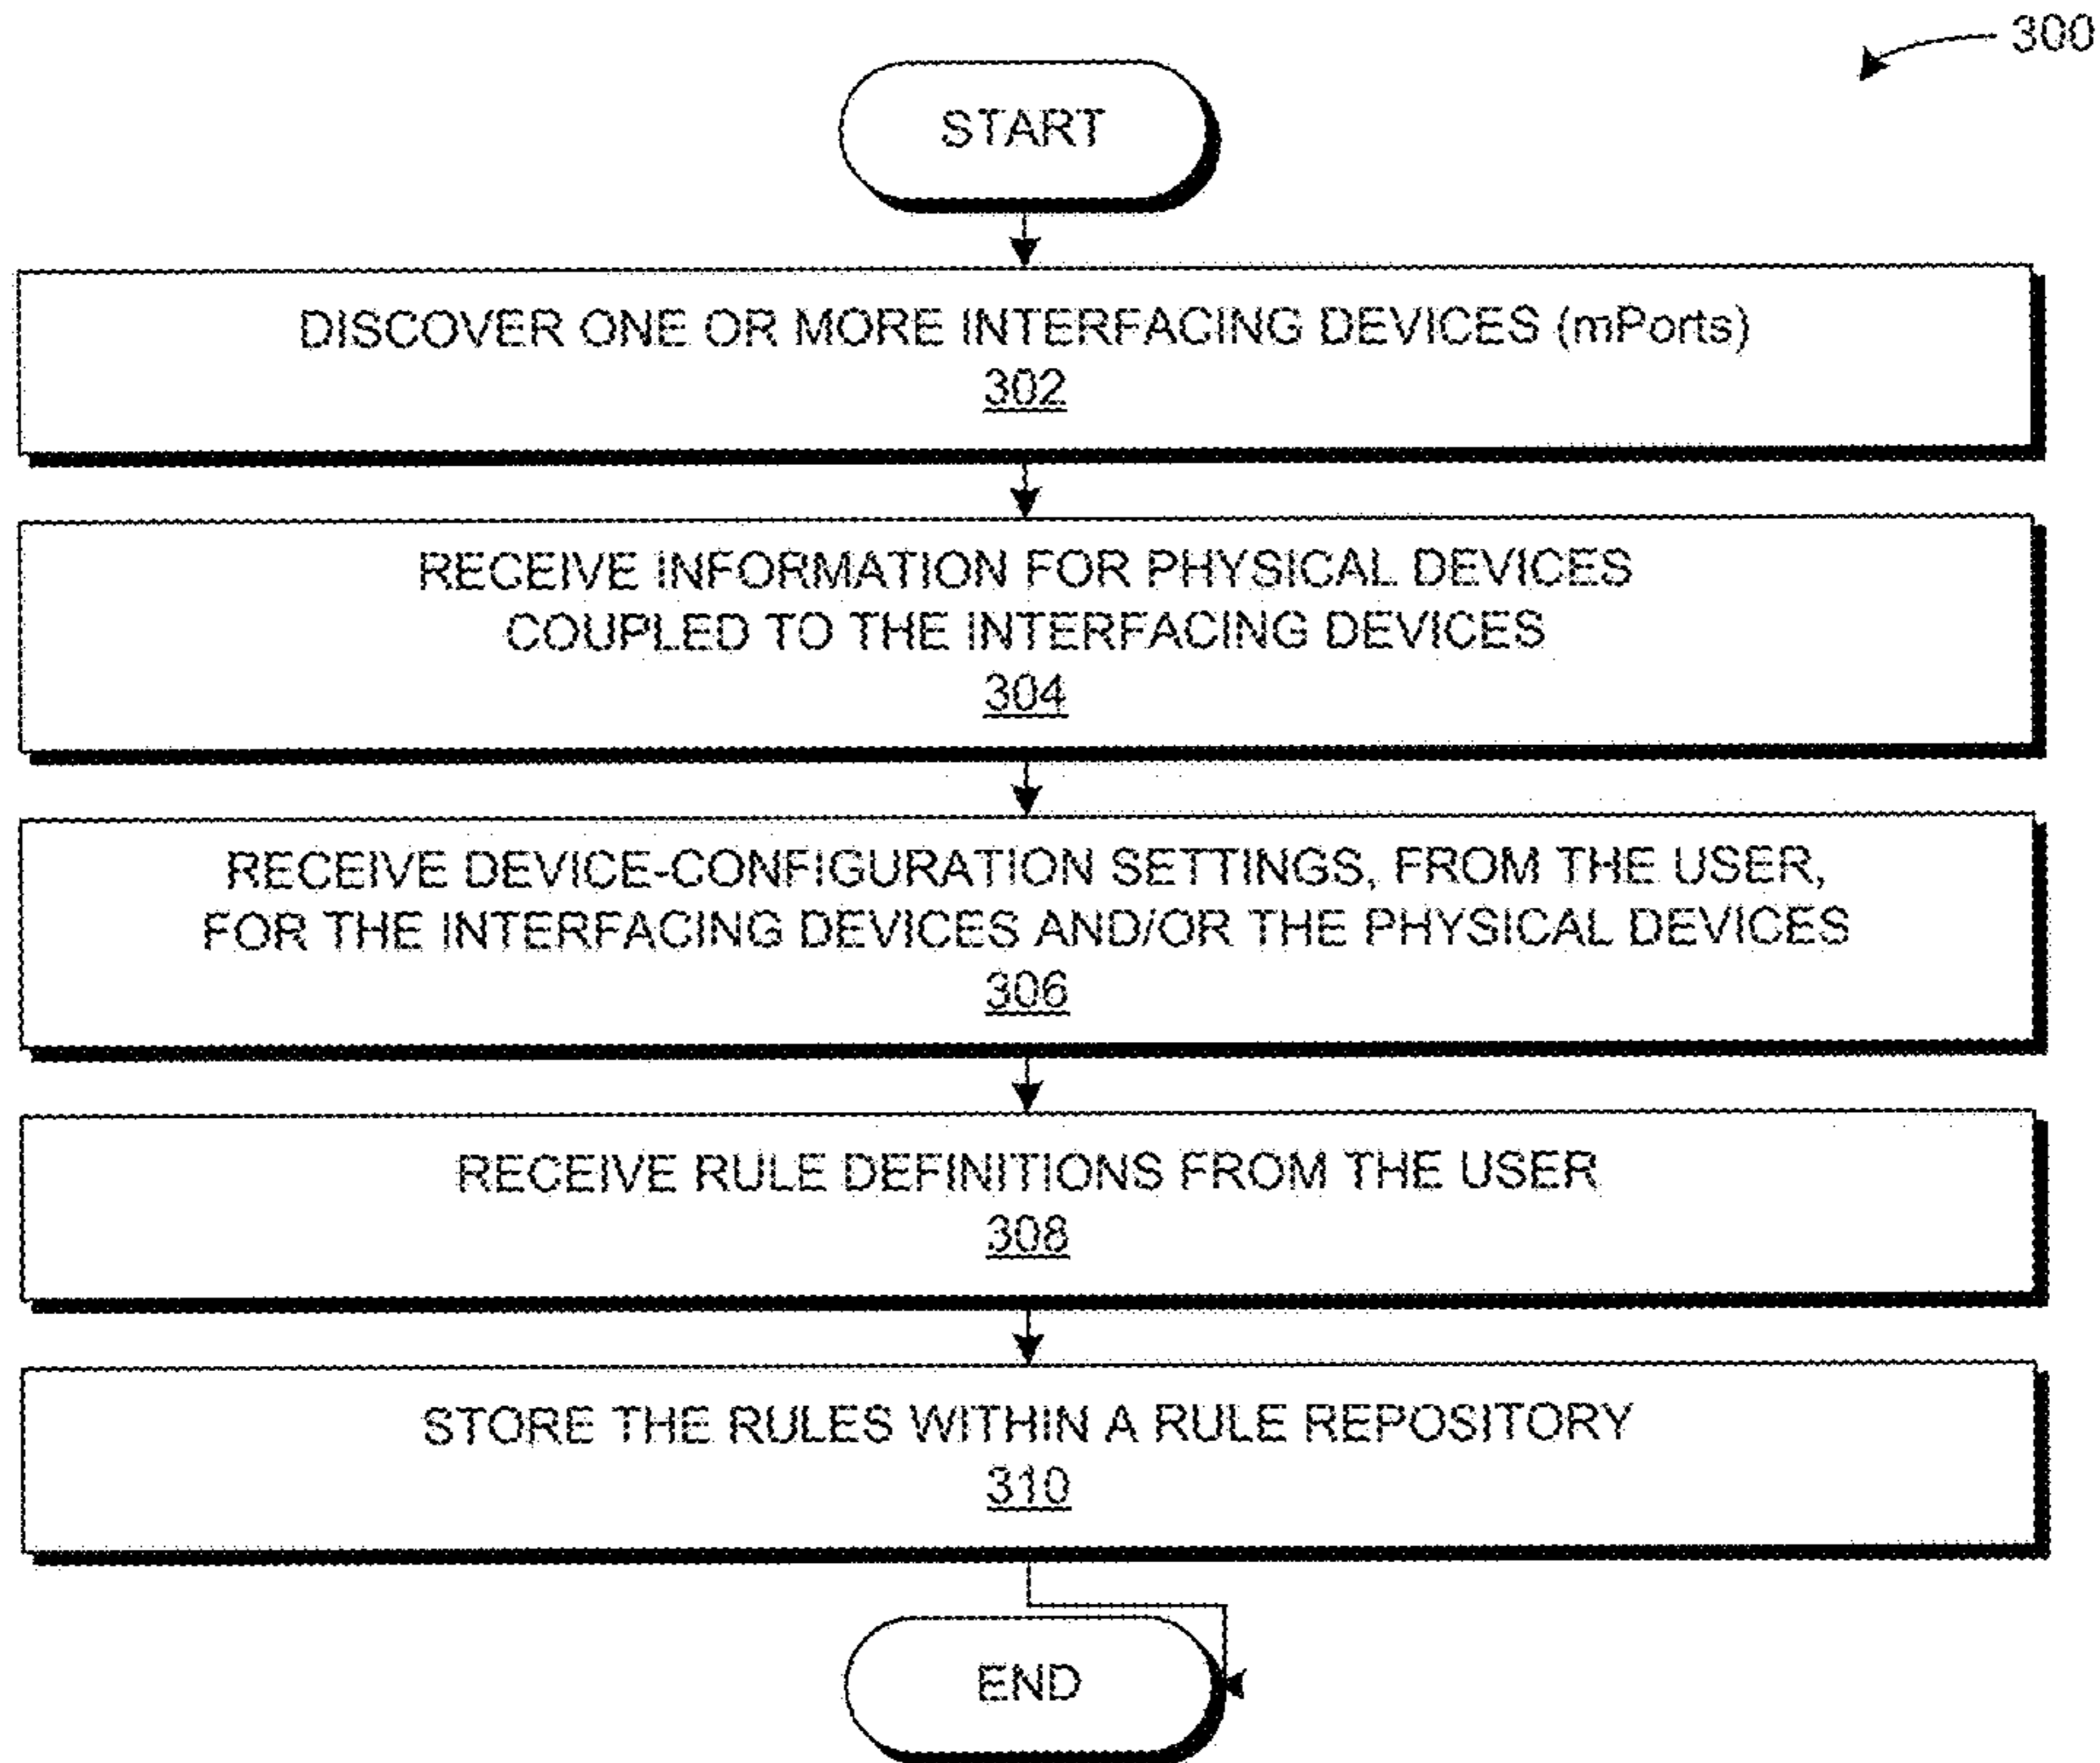 300
START
DISCOVER ONE OR MORE INTERFACING DEVICES (mPorts)
302
RECEIVE INFORMATION FOR PHYSICAL DEVICES
COUPLED TO THE INTERFACING DEVICES
304
RECEIVE DEVICE-CONFIGURATION SETTINGS, FROM THE USER,
FOR THE INTERFACING DEVICES AND/OR THE PHYSICAL DEVICES
306
RECEIVE RULE DEFINITIONS FROM THE USER
308
STORE THE RULES WITHIN A RULE REPOSITORY
310
END